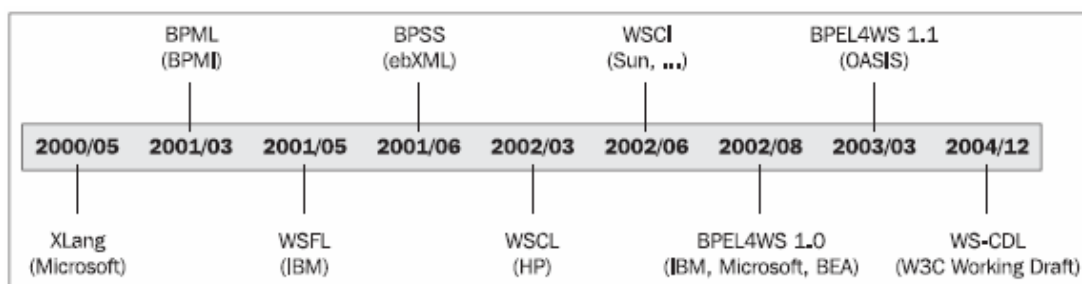 BPML BPSS WSCI BPEL4WS 1.1
(BPMI) (ebXML) (Sun, ...) (OASIS)
2000/05 2001/03 2001/05 2001/06 2002/03 2002/06 2002/08 2003/03 2004/12
XLang WSFL WSCL BPEL4WS 1.0 WS-CDL
(Microsoft) (IBM) (HP) (IBM, Microsoft, BEA) (W3C Working Draft)